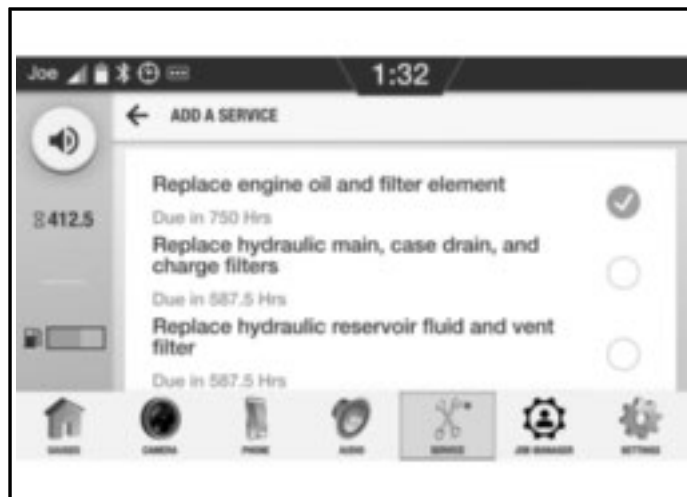 Joe
1:32
ADD A SERVICE
412.5
Replace engine oil and filter element
Due in 750 Hrs
Replace hydraulic main, case drain, and
charge filters
Due in 587.5 Hrs
Replace hydraulic reservoir fluid and vent
filter
Due in 587.5 Hrs
GAUGES CAMERA PHONE AUDIO SERVICE JOB MANAGER SETTINGS